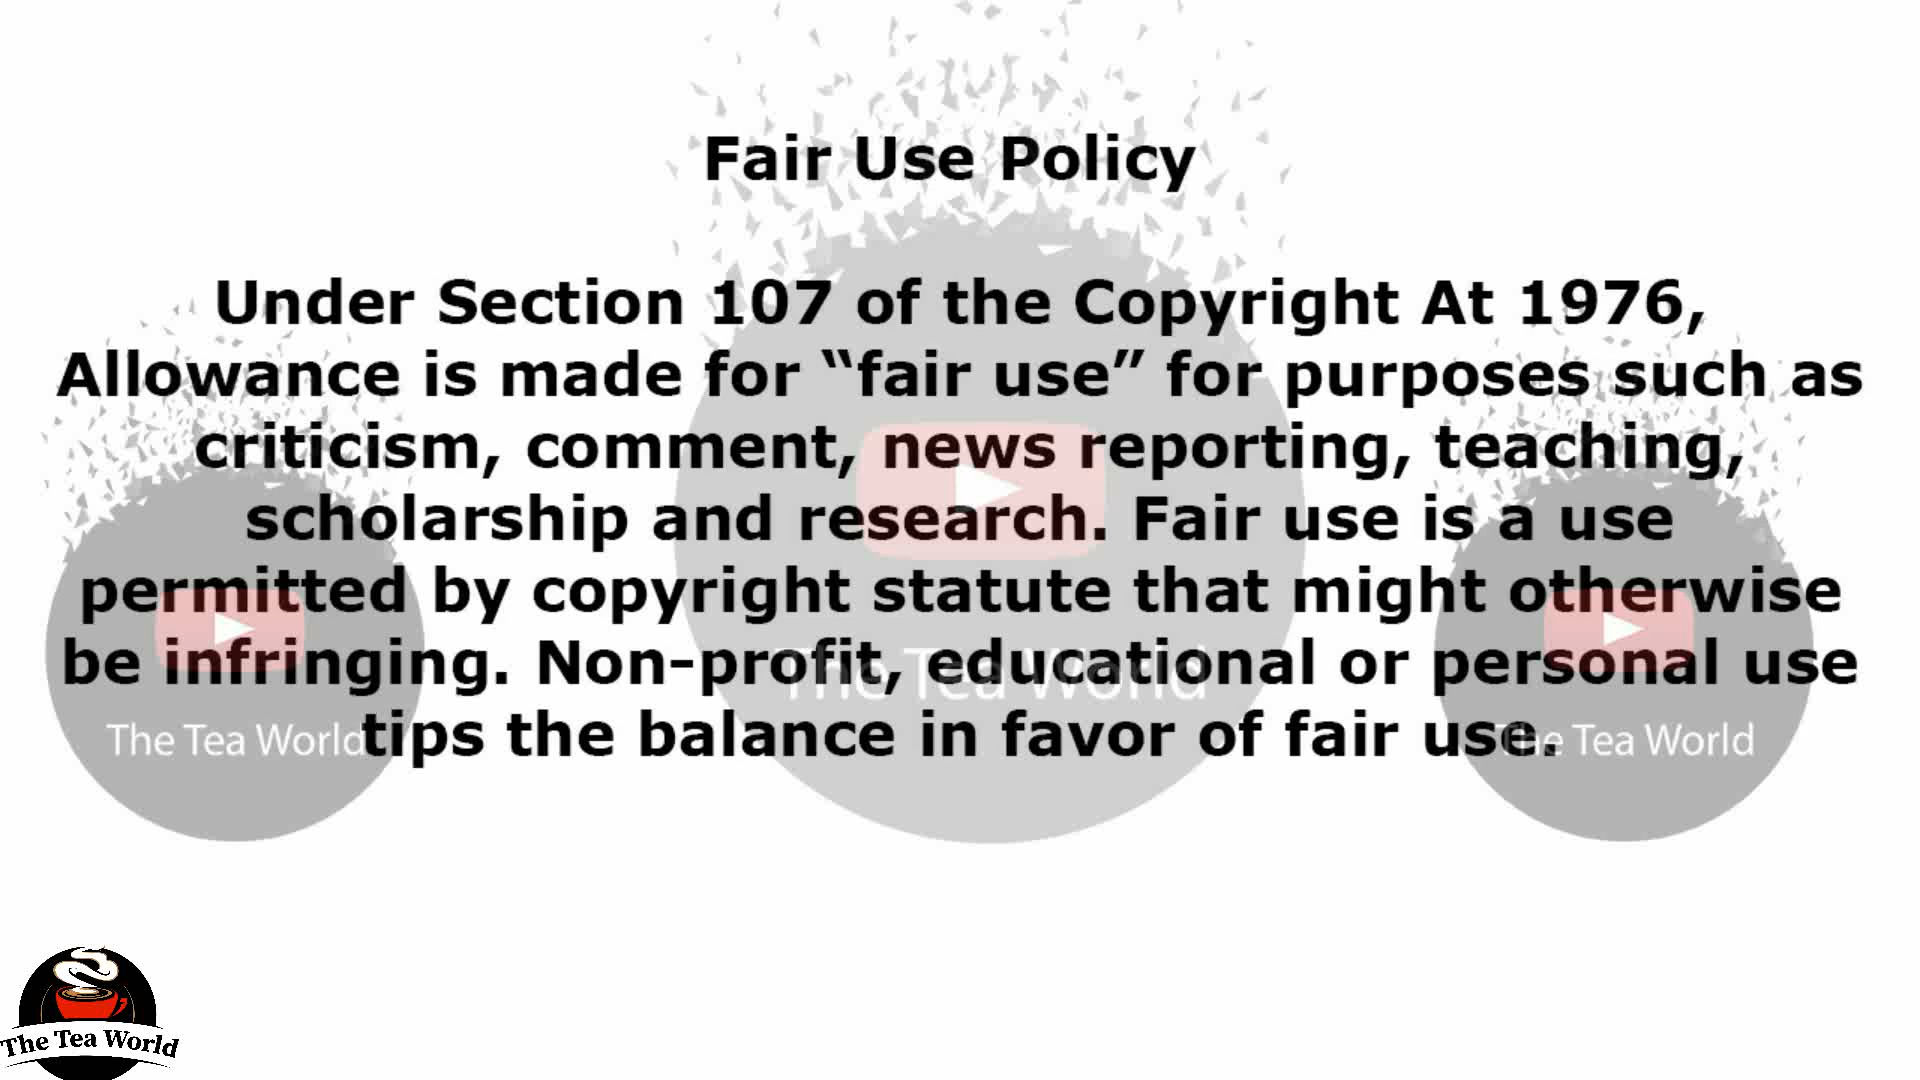 Fair Use Policy
Under Section 107 of the Copyright At 1976,
Allowance is made for “fair use” for purposes such as
criticism, comment, news reporting, teaching,
scholarship and research. Fair use is a use
permitted by copyright statute that might otherwise
be infringing. Non-profit, educational or personal use
The Tea World
tips the balance in favor of fair use.
The Tea World
The Tea World
The Tea World